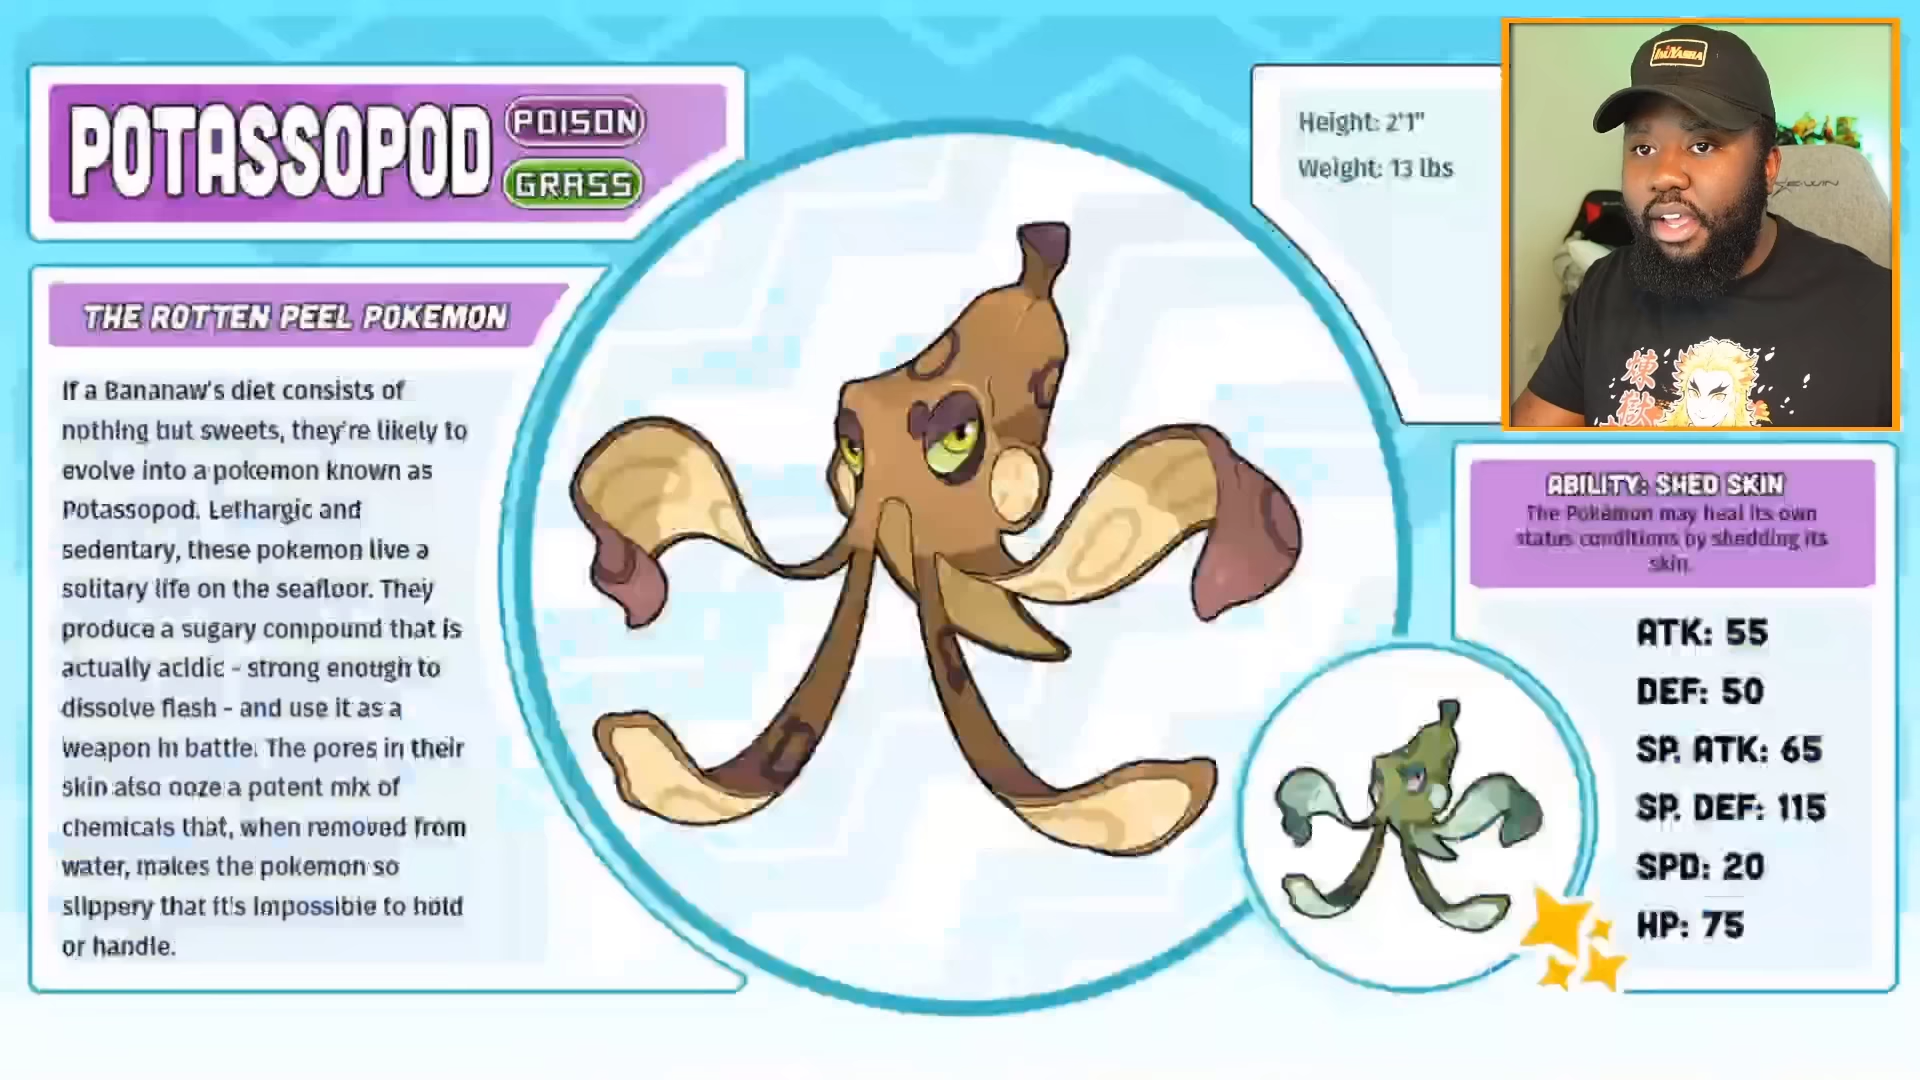 POTASSOPOD
POISON
GRASS
THE ROTTEN PEEL POKEMON
If a Bananaw's diet consists of
nothing but sweets, they're likely to
evolve into a pokemon known as
Potassopod. Lethargic and
sedentary, these pokemon live a
solitary life on the seafloor. They
produce a sugary compound that is
actually acidic - strong enough to
dissolve flesh - and use it as a
weapon in battle. The pores in their
skin also ooze a potent mix of
chemicals that, when removed from
water, makes the pokemon so
slippery that it's impossible to hold
or handle.
Height: 2'1"
Weight: 13 lbs
INUYASHA
煉
獄
ABILITY: SHED SKIN
The Pokémon may heal its own
status conditions by shedding its
skin.
ATK: 55
DEF: 50
SP. ATK: 65
SP. DEF: 115
SPD: 20
HP: 75